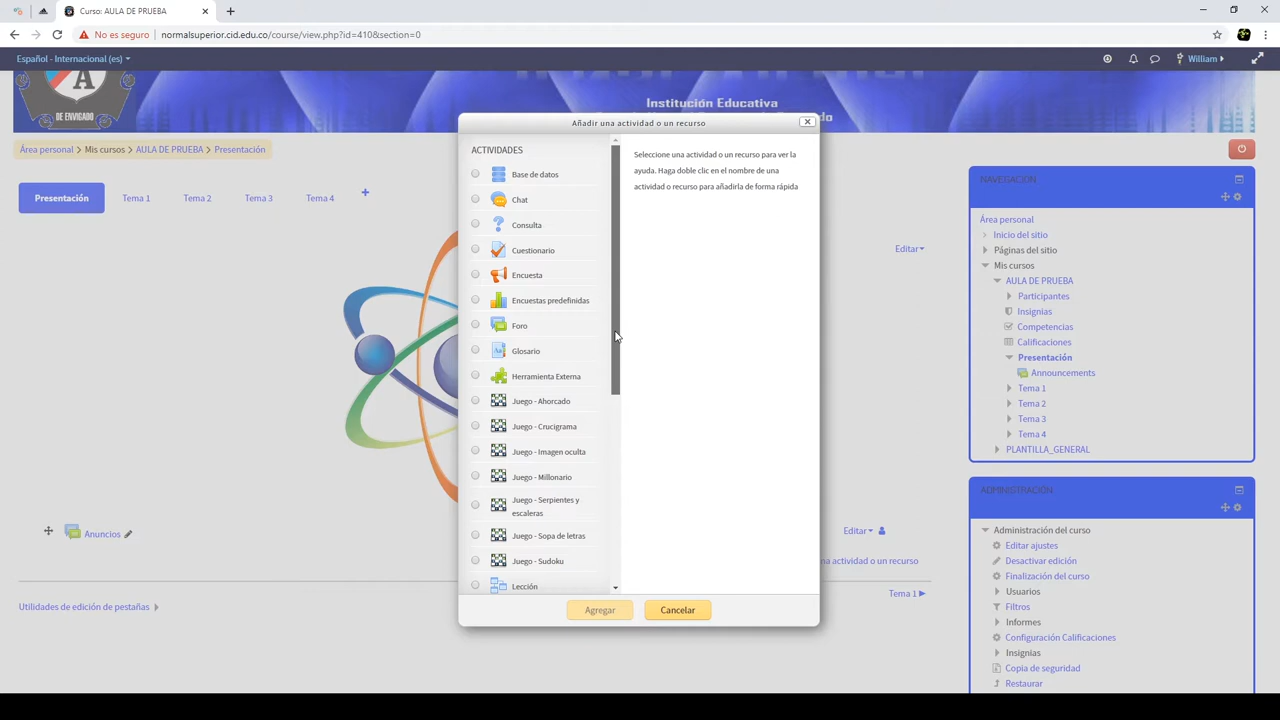 Curso: AULA DE PRUEBA
No es seguro
normalsuperior.cid.edu.co/course/view.php?id=410&section=0
Español - Internacional (es)
William
DE ENVIGADO
Institución Educativa
Área personal > Mis cursos > AULA DE PRUEBA > Presentación
Presentación
Tema 1
Tema 2
Tema 3
Tema 4
Editar
Anuncios
Editar
na actividad o un recurso
Utilidades de edición de pestañas
Tema 1
Añadir una actividad o un recurso
ACTIVIDADES
Base de datos
Chat
Consulta
Cuestionario
Encuesta
Encuestas predefinidas
Foro
Glosario
Herramienta Externa
Juego - Ahorcado
Juego - Crucigrama
Juego - Imagen oculta
Juego - Millonario
Juego - Serpientes y
escaleras
Juego - Sopa de letras
Juego - Sudoku
Lección
Seleccione una actividad o un recurso para ver la
ayuda. Haga doble clic en el nombre de una
actividad o recurso para añadirla de forma rápida
Agregar
Cancelar
NAVEGACIÓN
Área personal
Inicio del sitio
Páginas del sitio
Mis cursos
AULA DE PRUEBA
Participantes
Insignias
Competencias
Calificaciones
Presentación
Announcements
Tema 1
Tema 2
Tema 3
Tema 4
PLANTILLA_GENERAL
ADMINISTRACIÓN
Administración del curso
Editar ajustes
Desactivar edición
Finalización del curso
Usuarios
Filtros
Informes
Configuración Calificaciones
Insignias
Copia de seguridad
Restaurar